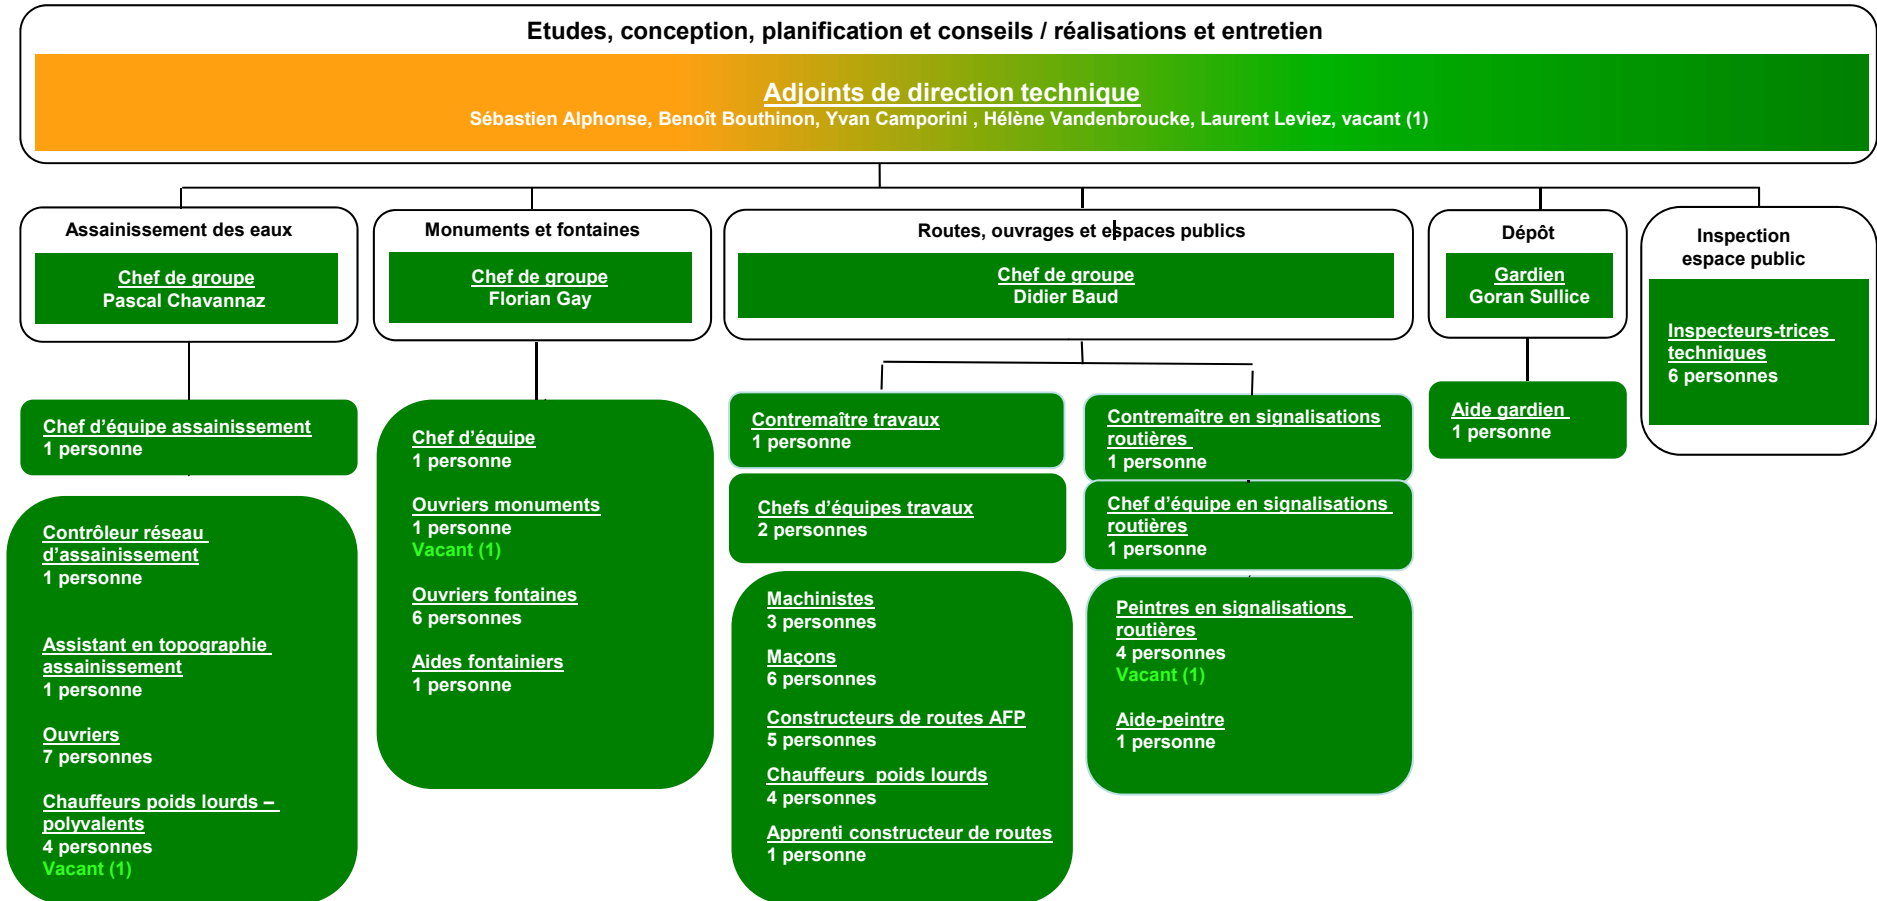 Etudes, conception, planification et conseils / réalisations et entretien
Adjoints de direction technique
Sébastien Alphonse, Benoît Bouthinon, Yvan Camporini , Hélène Vandenbroucke, Laurent Leviez, vacant (1)
Assainissement des eaux
Chef de groupe
Pascal Chavannaz
Chef d’équipe assainissement
1 personne
Contrôleur réseau
d’assainissement
1 personne
Assistant en topographie
assainissement
1 personne
Ouvriers
7 personnes
Chauffeurs poids lourds –
polyvalents
4 personnes
Vacant (1)
Monuments et fontaines
Chef de groupe
Florian Gay
Chef d’équipe
1 personne
Ouvriers monuments
1 personne
Vacant (1)
Ouvriers fontaines
6 personnes
Aides fontainiers
1 personne
Routes, ouvrages et espaces publics
Chef de groupe
Didier Baud
Contremaître travaux
1 personne
Chefs d’équipes travaux
2 personnes
Machinistes
3 personnes
Maçons
6 personnes
Constructeurs de routes AFP
5 personnes
Chauffeurs  poids lourds
4 personnes
Apprenti constructeur de routes
1 personne
Contremaître en signalisations
routières
1 personne
Chef d’équipe en signalisations
routières
1 personne
Peintres en signalisations
routières
4 personnes
Vacant (1)
Aide-peintre
1 personne
Dépôt
Gardien
Goran Sullice
Aide gardien
1 personne
Inspection
espace public
Inspecteurs-trices
techniques
6 personnes